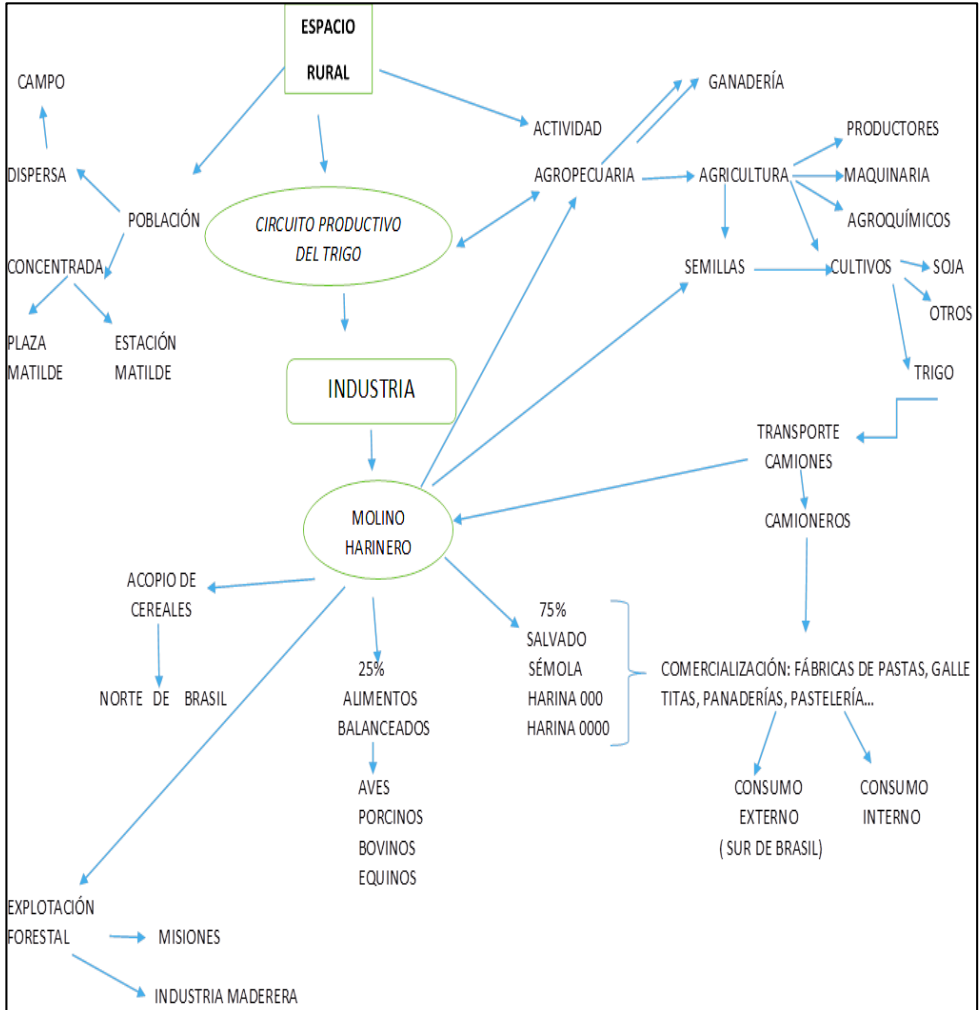 ESPACIO
RURAL
CAMPO
GANADERÍA
ACTIVIDAD
AGROPECUARIA
PRODUCTORES
DISPERSA
AGRICULTURA
MAQUINARIA
POBLACIÓN
CIRCUITO PRODUCTIVO
DEL TRIGO
AGROQUÍMICOS
CONCENTRADA
SEMILLAS
CULTIVOS
SOJA
OTROS
PLAZA
MATILDE
ESTACIÓN
MATILDE
INDUSTRIA
TRIGO
TRANSPORTE
CAMIONES
MOLINO
HARINERO
CAMIONEROS
ACOPIO DE
CEREALES
NORTE DE BRASIL
25%
ALIMENTOS
BALANCEADOS
75%
SALVADO
SÉMOLA
HARINA 000
HARINA 0000
COMERCIALIZACIÓN: FÁBRICAS DE PASTAS, GALLE
TITAS, PANADERÍAS, PASTELERÍA...
AVES
PORCINOS
BOVINOS
EQUINOS
CONSUMO
EXTERNO
( SUR DE BRASIL)
CONSUMO
INTERNO
EXPLOTACIÓN
FORESTAL
MISIONES
INDUSTRIA MADERERA